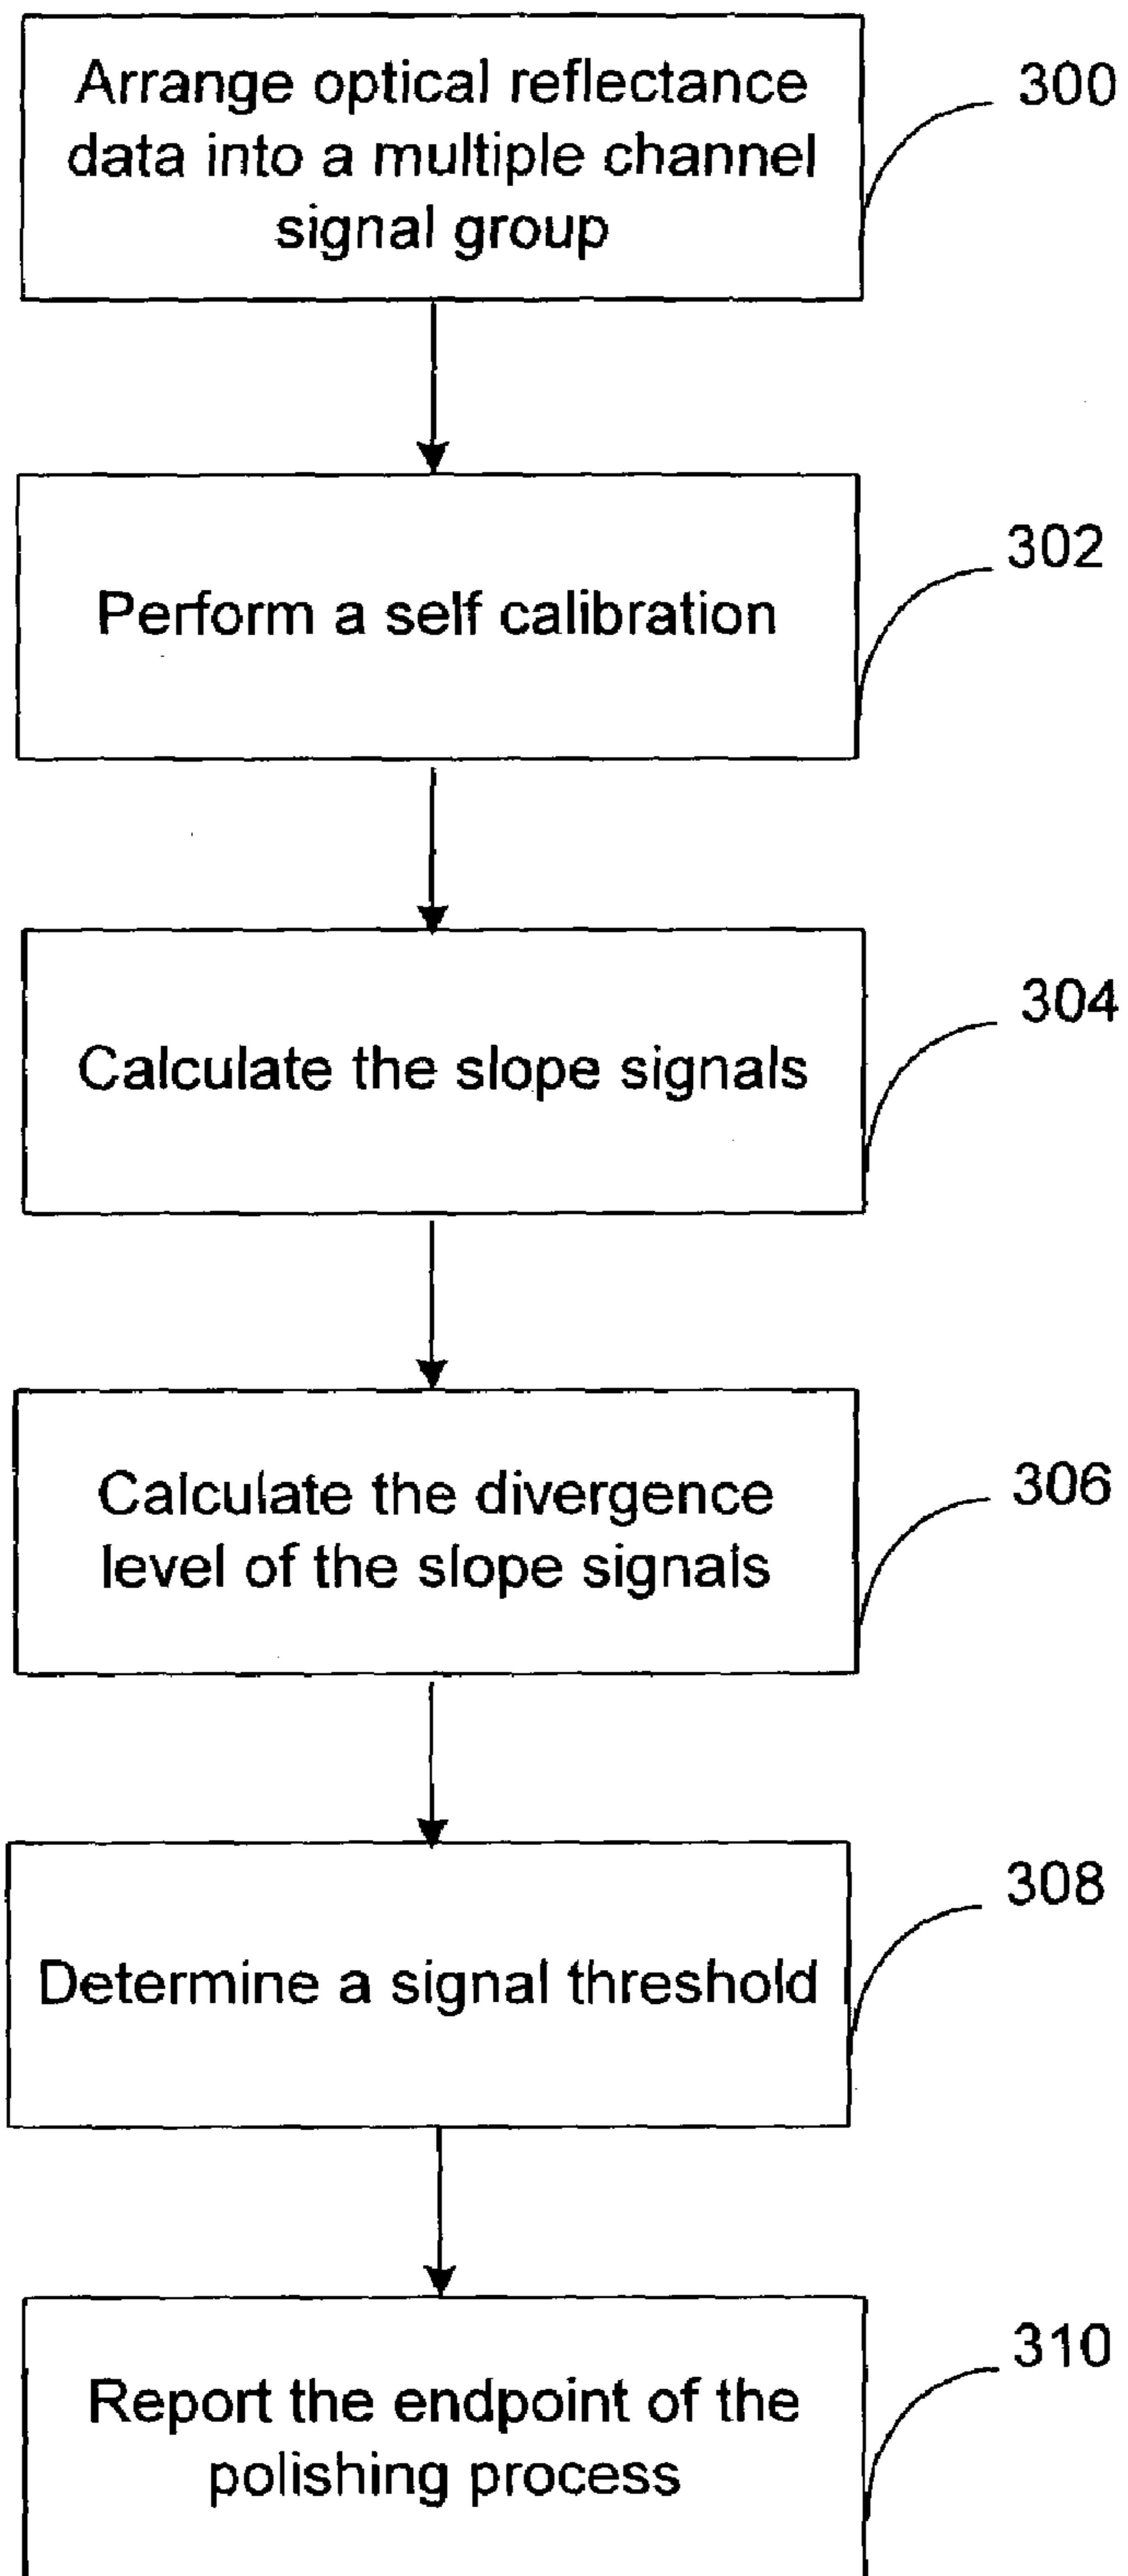 Arrange optical reflectance
data into a multiple channel
signal group
300
Perform a self calibration
302
Calculate the slope signals
304
Calculate the divergence
level of the slope signals
306
Determine a signal threshold
308
Report the endpoint of the
polishing process
310